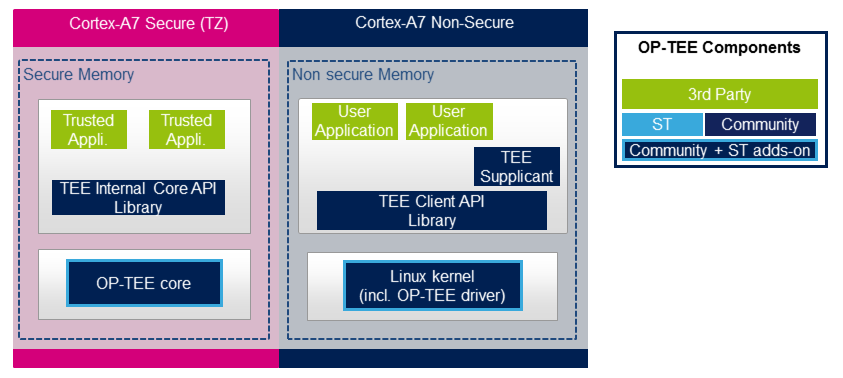 Cortex-A7 Secure (TZ)
Cortex-A7 Non-Secure
Secure Memory
Trusted
Appli.
Trusted
Appli.
TEE Internal Core API
Library
OP-TEE core
Non secure Memory
User
Application
User
Application
TEE
Supplicant
TEE Client API
Library
Linux kernel
(incl. OP-TEE driver)
OP-TEE Components
3rd Party
ST
Community
Community + ST adds-on